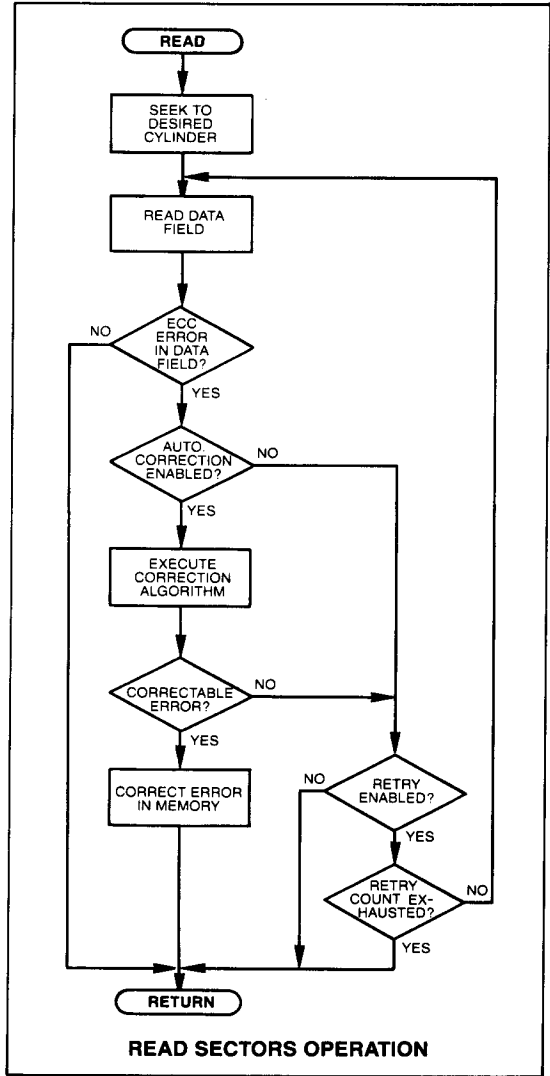 READ
SEEK TO
DESIRED
CYLINDER
READ DATA
FIELD
NO
ECC
ERROR
IN DATA
FIELD?
YES
AUTO.
CORRECTION
ENABLED?
NO
YES
EXECUTE
CORRECTION
ALGORITHM
CORRECTABLE
ERROR?
NO
YES
CORRECT ERROR
IN MEMORY
NO
RETRY
ENABLED?
YES
RETRY
COUNT EX-
HAUSTED?
NO
YES
RETURN
READ SECTORS OPERATION